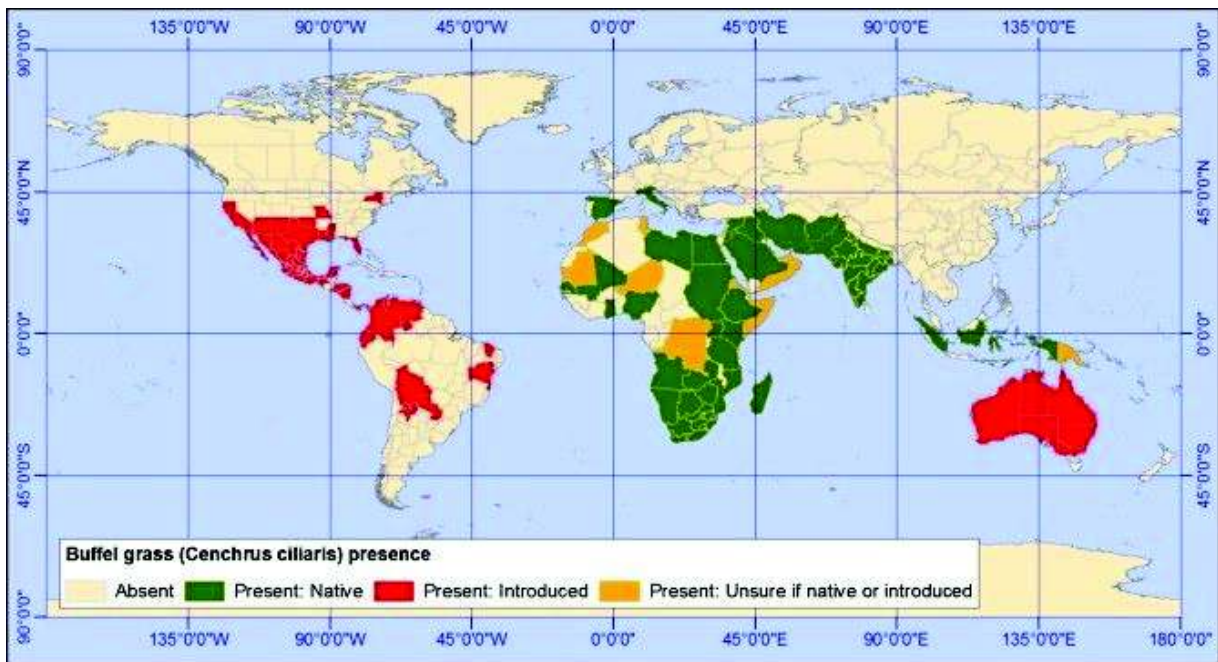 135°0'0"W 90°0'0"W 45°0'0"W 0°0'0" 45°0'0"E 90°0'0"E 135°0'0"E
90°0'0" 90°0'0"
45°0'0"N 45°0'0"N
0°0'0" 0°0'0"
45°0'0"S 45°0'0"S
Buffel grass (Cenchrus ciliaris) presence
Absent Present: Native Present: Introduced Present: Unsure if native or introduced
90°0'0" 90°0'0"
135°0'0"W 90°0'0"W 45°0'0"W 0°0'0" 45°0'0"E 90°0'0"E 135°0'0"E 180°0'0"